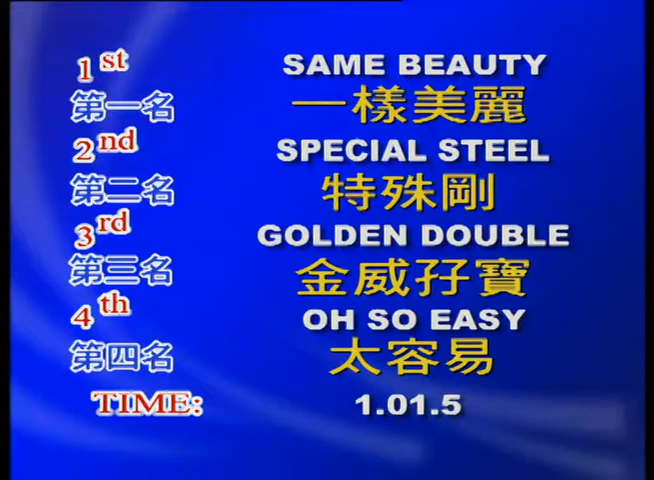 1st SAME BEAUTY
第一名 一樣美麗
2nd SPECIAL STEEL
第二名 特殊剛
3rd GOLDEN DOUBLE
第三名 金威孖寶
4th OH SO EASY
第四名 太容易
TIME: 1.01.5